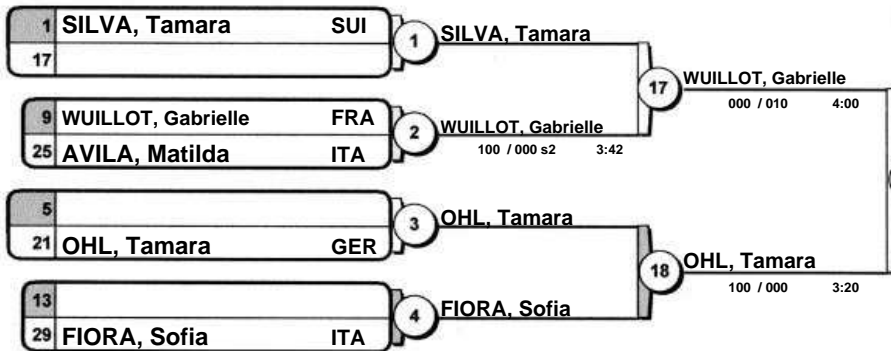 1 SILVA, Tamara SUI
17
1 SILVA, Tamara
9 WUILLOT, Gabrielle FRA
25 AVILA, Matilda ITA
2 WUILLOT, Gabrielle
100 / 000 s2 3:42
17 WUILLOT, Gabrielle
000 / 010 4:00
5
21 OHL, Tamara GER
3 OHL, Tamara
13
29 FIORA, Sofia ITA
4 FIORA, Sofia
18 OHL, Tamara
100 / 000 3:20